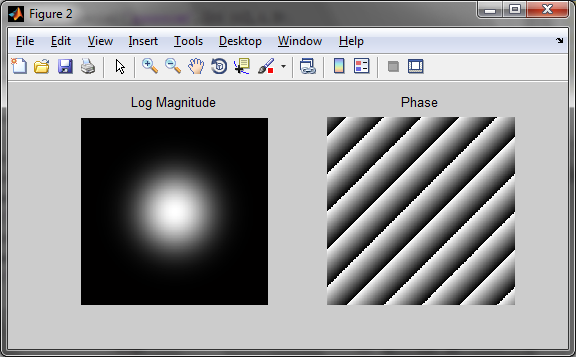 Figure 2
File Edit View Insert Tools Desktop Window Help
Log Magnitude
Phase